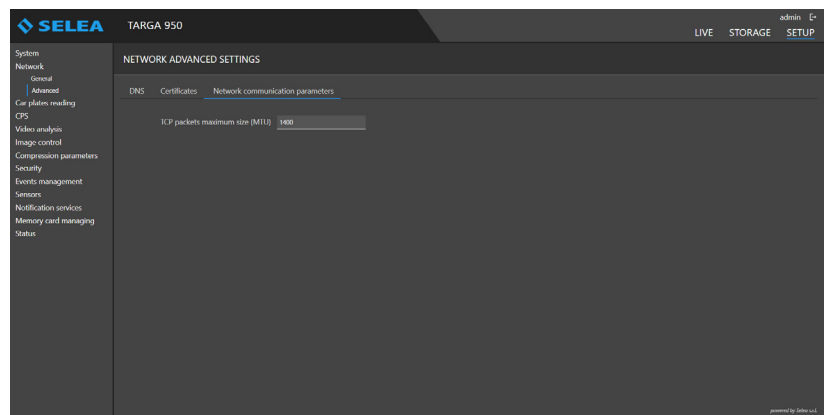 SELEA
TARGA 950
admin
LIVE STORAGE SETUP
System
Network
General
Advanced
Car plates reading
CPS
Video analysis
Image control
Compression parameters
Security
Events management
Sensors
Notification services
Memory card managing
Status
NETWORK ADVANCED SETTINGS
DNS Certificates Network communication parameters
TCP packets maximum size (MTU) 1400
powered by Selea s.r.l.